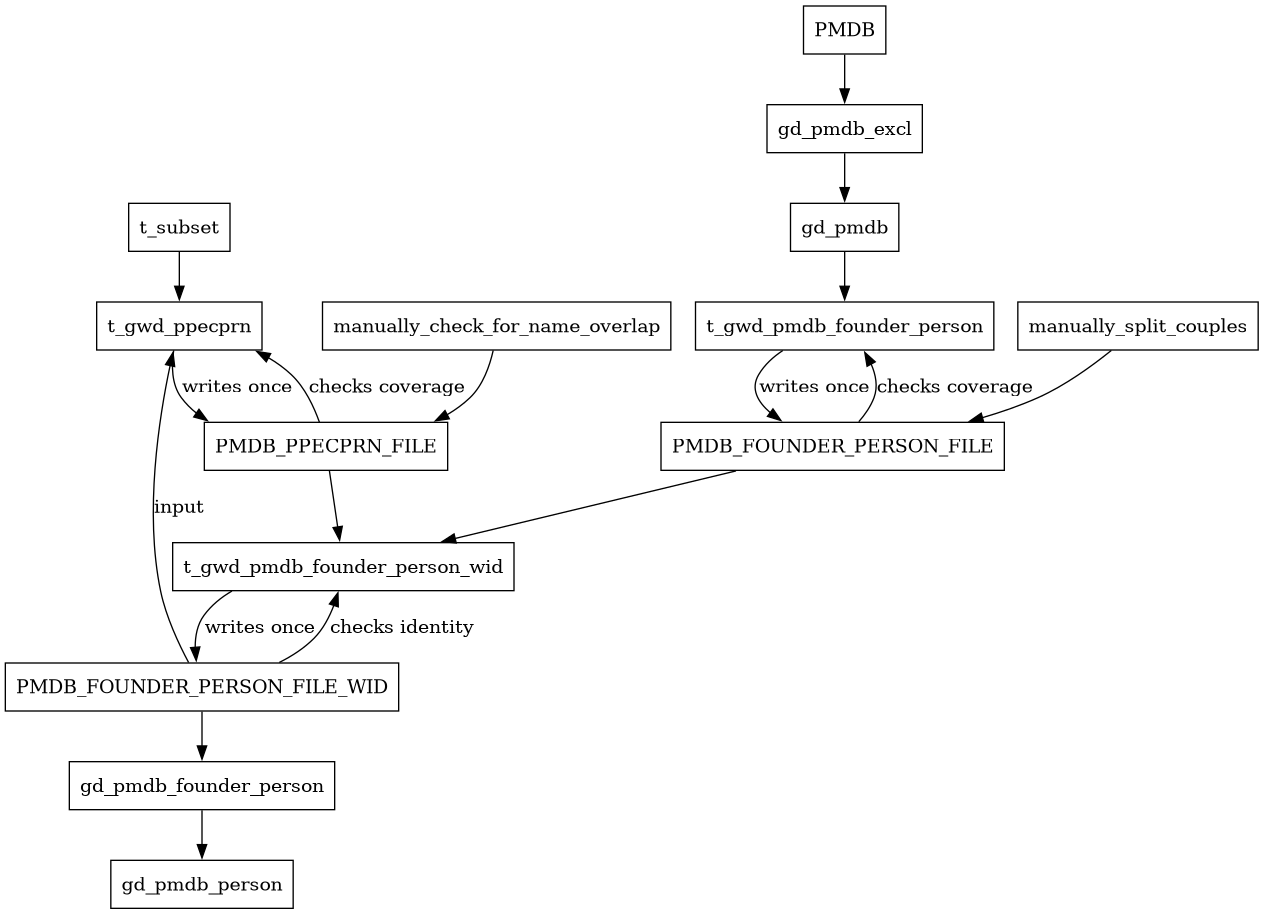 PMDB
gd_pmdb_excl
t_subset
gd_pmdb
t_gwd_ppecprn
manually_check_for_name_overlap
t_gwd_pmdb_founder_person
manually_split_couples
writes once
checks coverage
writes once
checks coverage
PMDB_PPECPRN_FILE
PMDB_FOUNDER_PERSON_FILE
input
t_gwd_pmdb_founder_person_wid
writes once
checks identity
PMDB_FOUNDER_PERSON_FILE_WID
gd_pmdb_founder_person
gd_pmdb_person